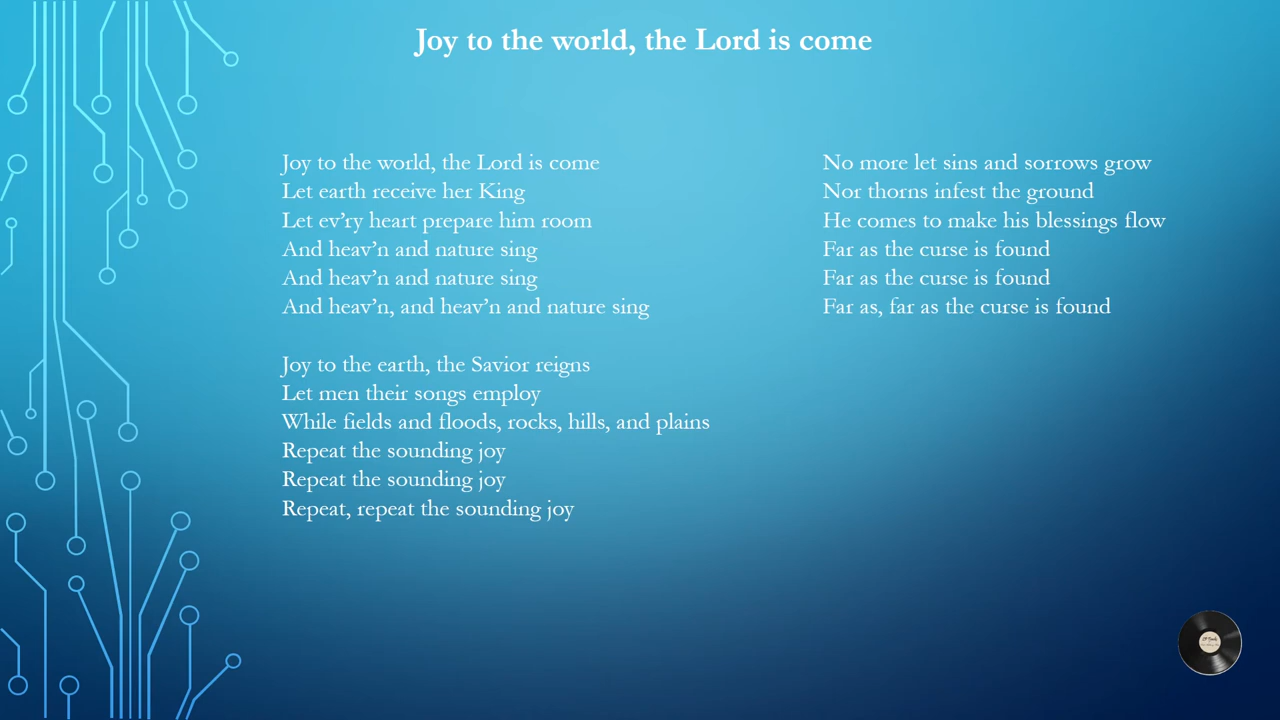 Joy to the world, the Lord is come
Joy to the world, the Lord is come
Let earth receive her King
Let ev’ry heart prepare him room
And heav’n and nature sing
And heav’n and nature sing
And heav’n, and heav’n and nature sing
Joy to the earth, the Savior reigns
Let men their songs employ
While fields and floods, rocks, hills, and plains
Repeat the sounding joy
Repeat the sounding joy
Repeat, repeat the sounding joy
No more let sins and sorrows grow
Nor thorns infest the ground
He comes to make his blessings flow
Far as the curse is found
Far as the curse is found
Far as, far as the curse is found